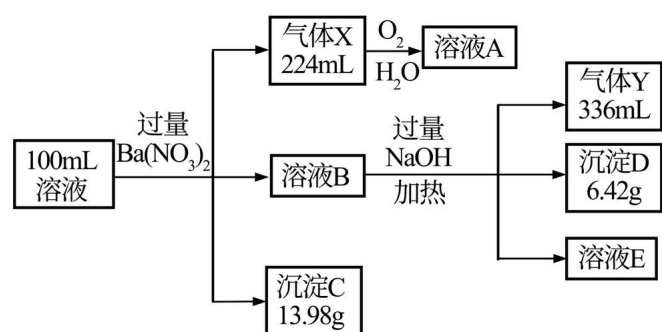 100mL
溶液
过量
Ba(NO₃)₂
气体X
224mL
O₂
H₂O
溶液A
溶液B
过量
NaOH
加热
气体Y
336mL
沉淀D
6.42g
溶液E
沉淀C
13.98g